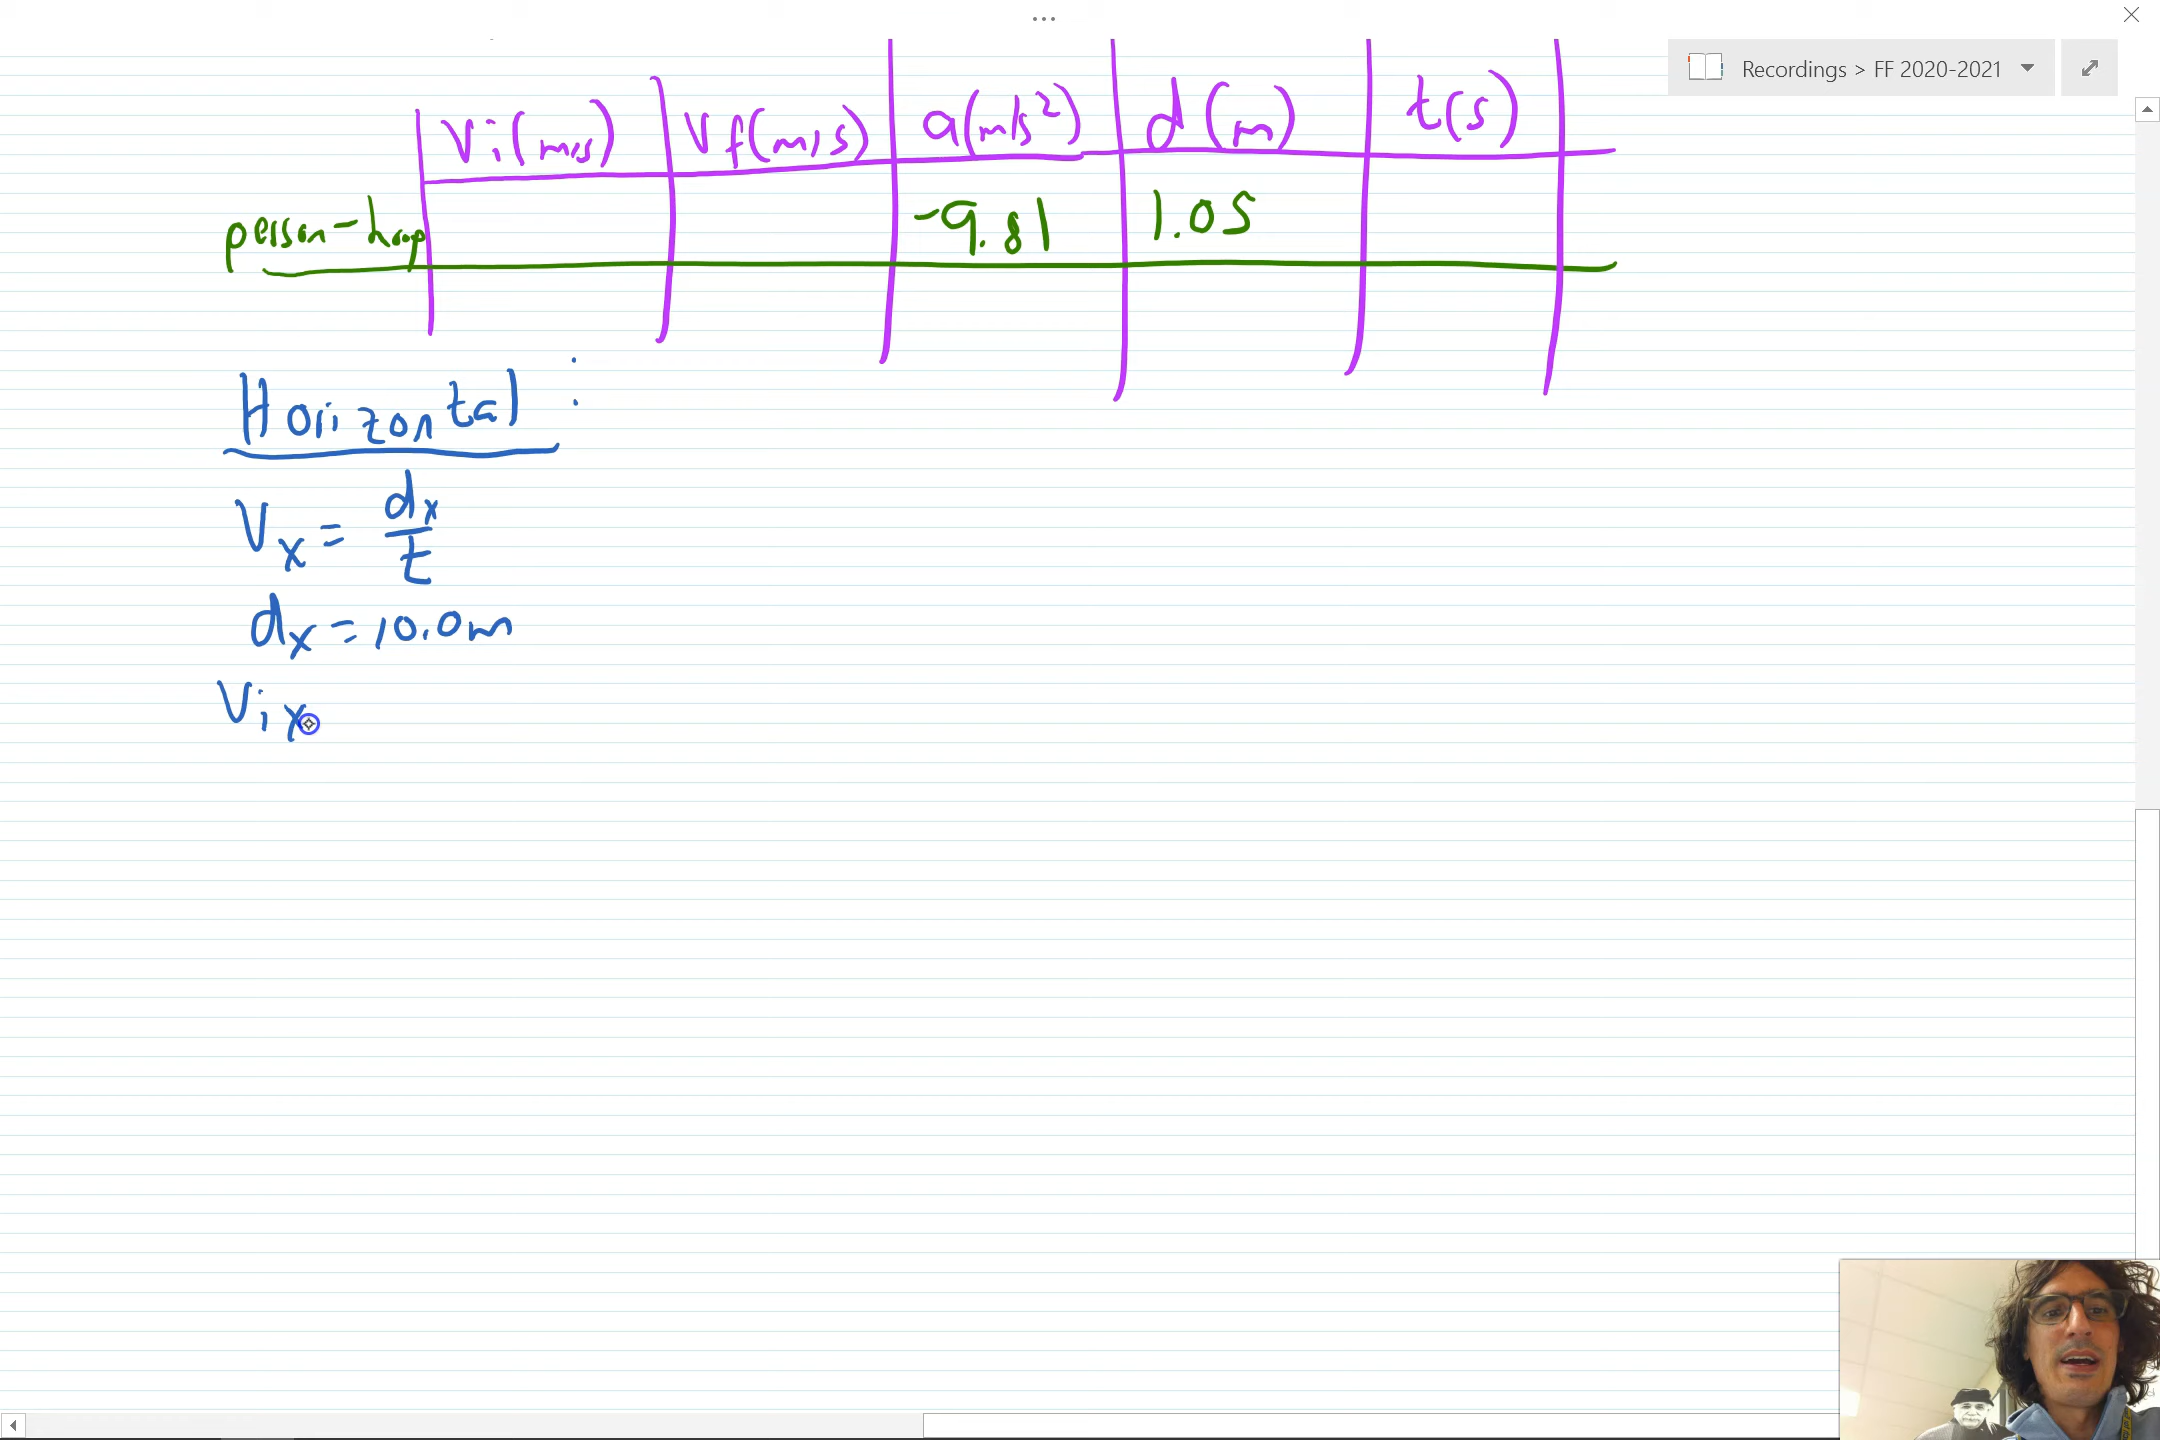 Recordings > FF 2020-2021
Vi(m/s) Vf(m/s) a(m/s²) d(m) t(s)
person-hoop -9.81 1.05
Horizontal :
Vx = dx/t
dx = 10.0m
Vix